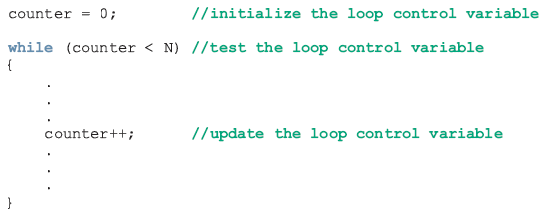 counter = 0; //initialize the loop control variable
while (counter < N) //test the loop control variable
{
.
.
.
counter++; //update the loop control variable
.
.
.
}